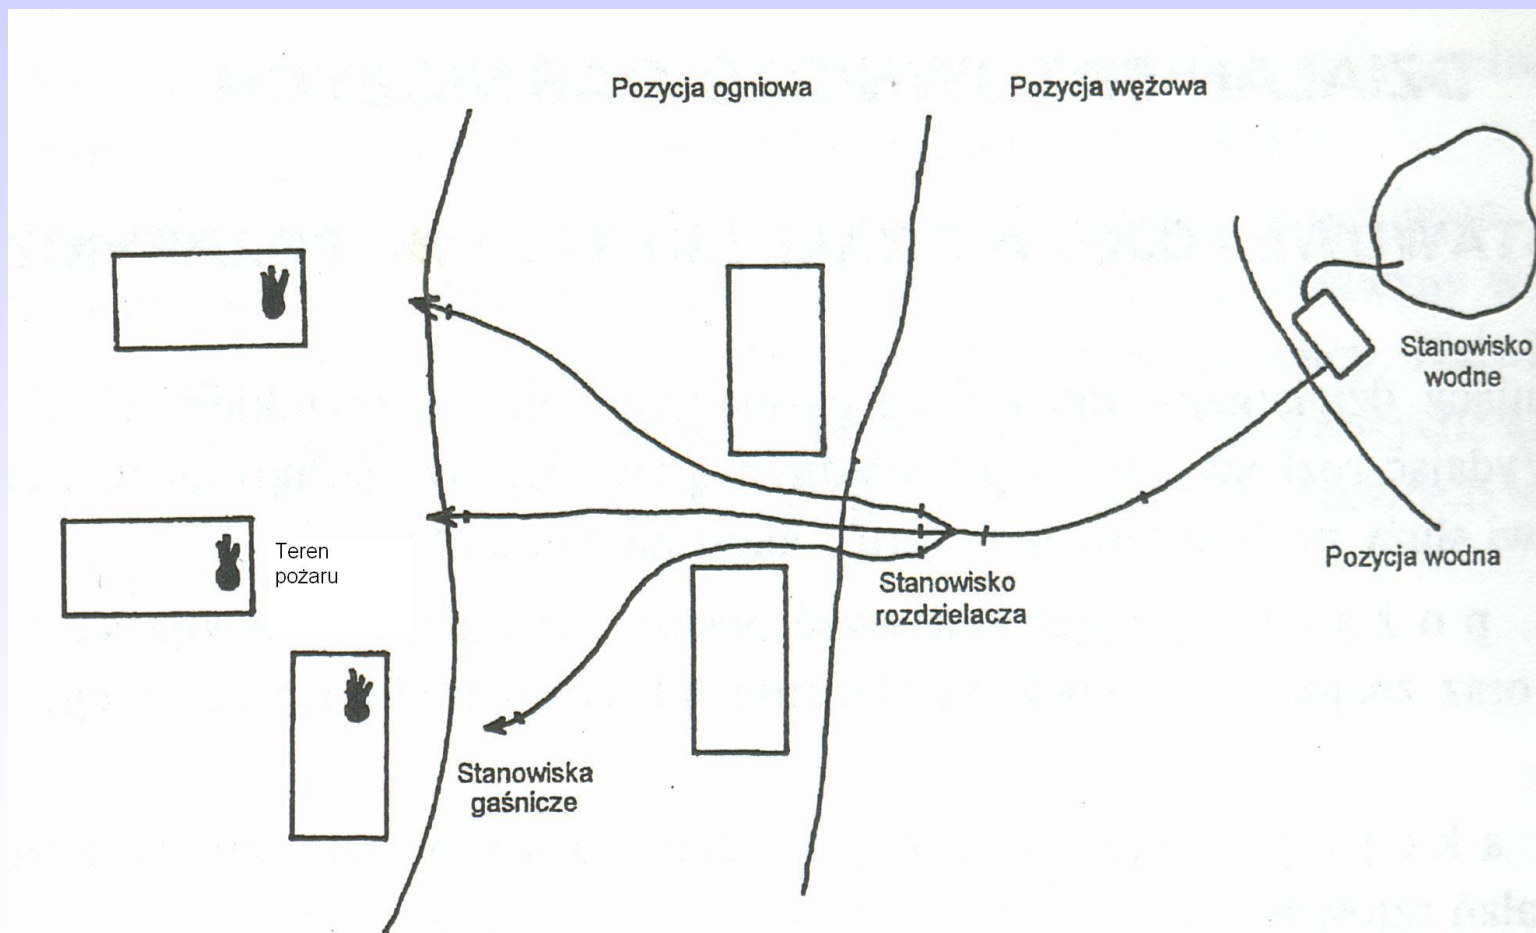 Pozycja ogniowa
Pozycja wężowa
Stanowisko
wodne
Teren
pożaru
Pozycja wodna
Stanowisko
rozdzielacza
Stanowiska
gaśnicze